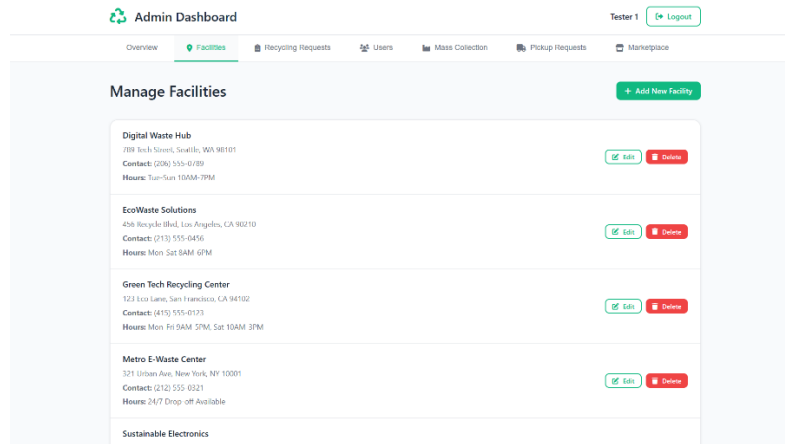 Admin Dashboard
Tester 1
Logout
Overview
Facilities
Recycling Requests
Users
Mass Collection
Pickup Requests
Marketplace
Manage Facilities
+ Add New Facility
Digital Waste Hub
789 Tech Street, Seattle, WA 98101
Contact: (206) 555-0789
Hours: Tue-Sun 10AM-7PM
Edit
Delete
EcoWaste Solutions
456 Recycle Blvd, Los Angeles, CA 90210
Contact: (213) 555-0456
Hours: Mon-Sat 8AM-6PM
Edit
Delete
Green Tech Recycling Center
123 Eco Lane, San Francisco, CA 94102
Contact: (415) 555-0123
Hours: Mon-Fri 9AM-5PM, Sat 10AM-3PM
Edit
Delete
Metro E-Waste Center
321 Urban Ave, New York, NY 10001
Contact: (212) 555-0321
Hours: 24/7 Drop-off Available
Edit
Delete
Sustainable Electronics